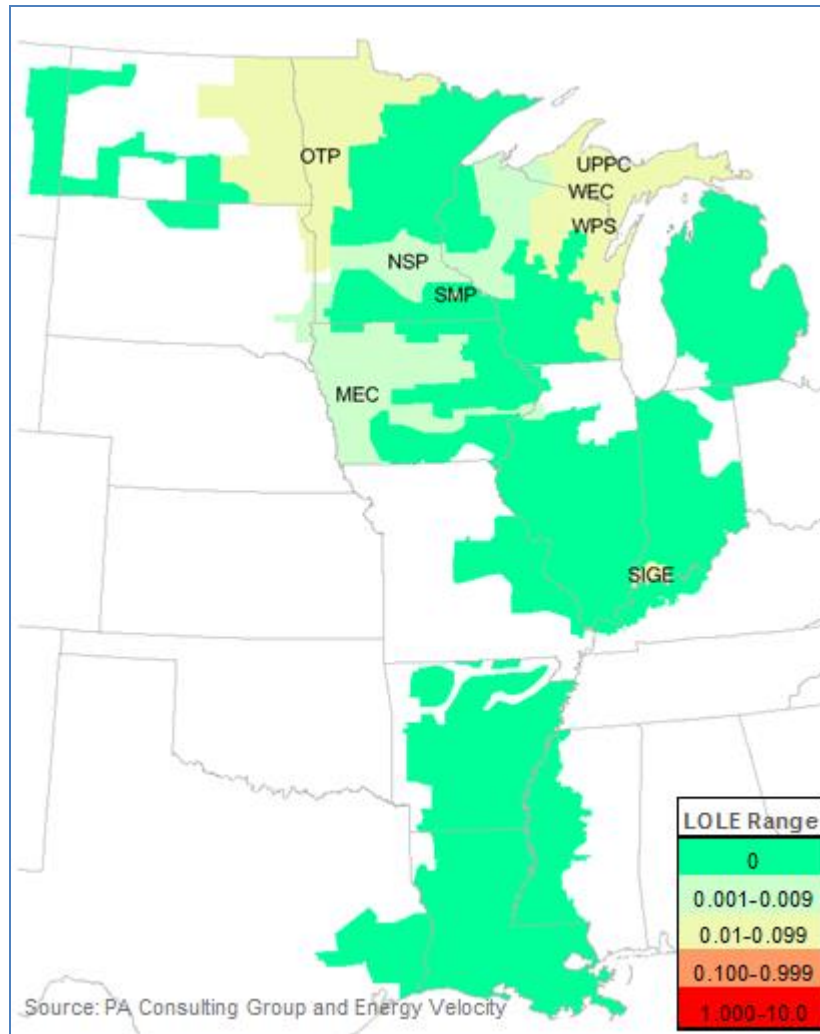 UPPC
OTP
WEC
WPS
NSP
SMP
MEC
SIGE
LOLE Range
0
0.001-0.009
0.01-0.099
0.100-0.999
1.000-10.0
Source: PA Consulting Group and Energy Velocity